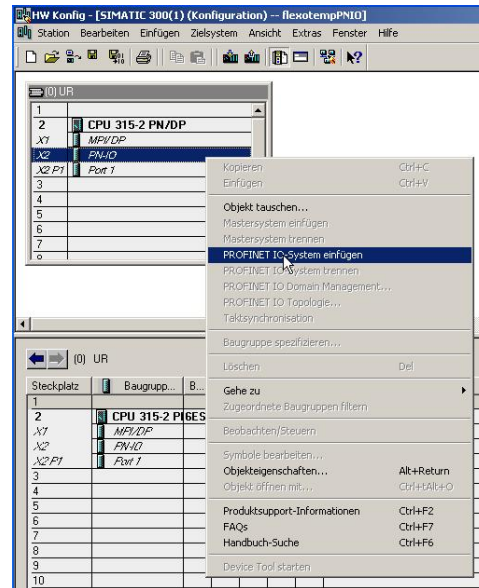 HW Konfig - [SIMATIC 300(1) (Konfiguration) -- flexotempPNIO]
Station Bearbeiten Einfügen Zielsystem Ansicht Extras Fenster Hilfe
(0) UR
1
2 CPU 315-2 PN/DP
X1 MPI/DP
X2 PN-IO
X2 P1 Port 1
3
4
5
6
7
8
Kopieren Ctrl+C
Einfügen Ctrl+V
Objekt tauschen...
Mastersystem einfügen
Mastersystem trennen
PROFINET IO-System einfügen
PROFINET IO-System trennen
PROFINET IO Domain Management...
PROFINET IO Topologie...
Taktsynchronisation
Baugruppe spezifizieren...
Löschen Del
Gehe zu
Zugeordnete Baugruppen filtern
Beobachten/Steuern
Symbole bearbeiten...
Objekteigenschaften... Alt+Return
Objekt öffnen mit... Ctrl+Alt+O
Produktsupport-Informationen Ctrl+F2
FAQs Ctrl+F7
Handbuch-Suche Ctrl+F6
Device Tool starten
(0) UR
Steckplatz Baugrupp... B...
1
2 CPU 315-2 P 6ES
X1 MPI/DP
X2 PN-IO
X2 P1 Port 1
3
4
5
6
7
8
9
10